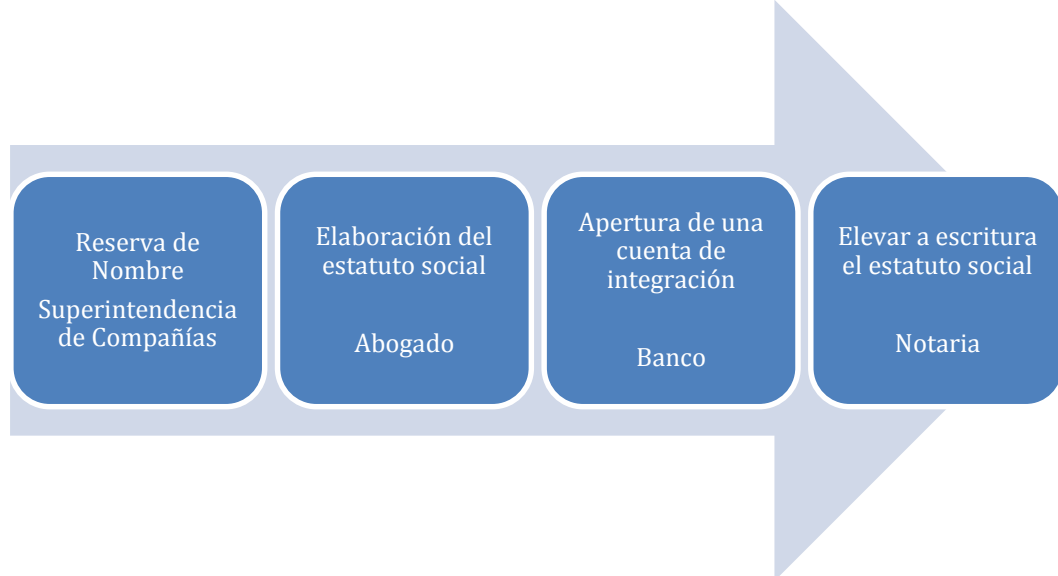 Reserva de
Nombre
Superintendencia
de Compañías
Elaboración del
estatuto social
Abogado
Apertura de una
cuenta de
integración
Banco
Elevar a escritura
el estatuto social
Notaria